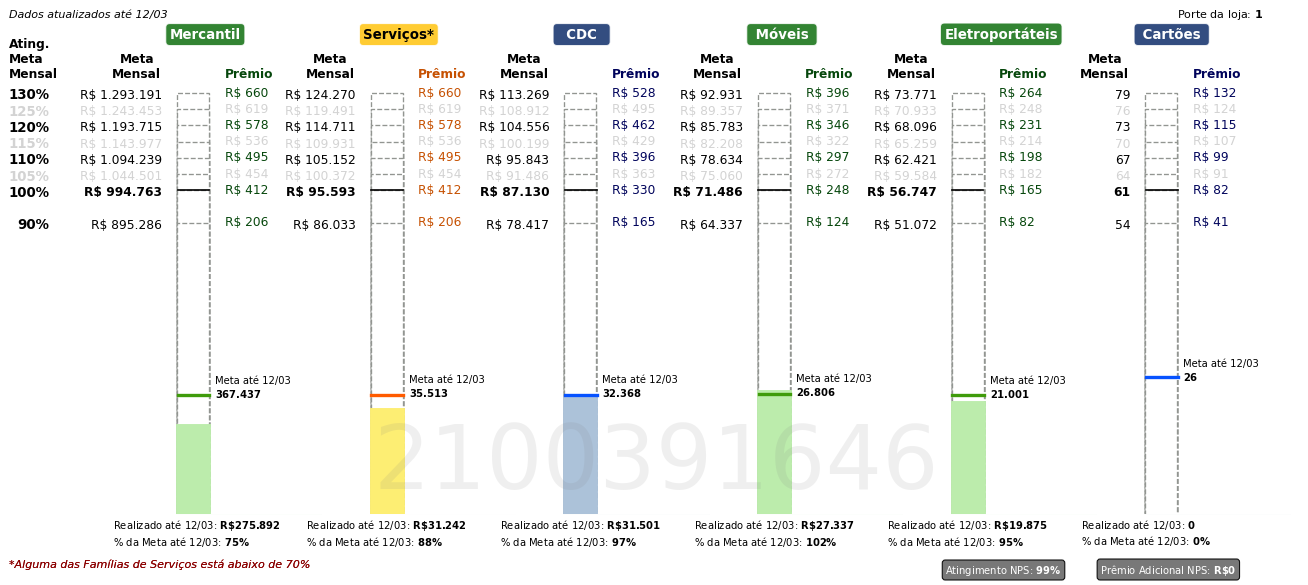 Dados atualizados até 12/03 Porte da loja: 1
Mercantil Serviços* CDC Móveis Eletroportáteis Cartões
Ating. Meta Mensal Meta Mensal Prêmio Meta Mensal Prêmio Meta Mensal Prêmio Meta Mensal Prêmio Meta Mensal Prêmio Meta Mensal Prêmio
130% R$ 1.293.191 R$ 660 R$ 124.270 R$ 660 R$ 113.269 R$ 528 R$ 92.931 R$ 396 R$ 73.771 R$ 264 79 R$ 132
125% R$ 1.243.453 R$ 619 R$ 119.491 R$ 619 R$ 108.912 R$ 495 R$ 89.357 R$ 371 R$ 70.933 R$ 248 76 R$ 124
120% R$ 1.193.715 R$ 578 R$ 114.711 R$ 578 R$ 104.556 R$ 462 R$ 85.783 R$ 346 R$ 68.096 R$ 231 73 R$ 115
115% R$ 1.143.977 R$ 536 R$ 109.931 R$ 536 R$ 100.199 R$ 429 R$ 82.208 R$ 322 R$ 65.259 R$ 214 70 R$ 107
110% R$ 1.094.239 R$ 495 R$ 105.152 R$ 495 R$ 95.843 R$ 396 R$ 78.634 R$ 297 R$ 62.421 R$ 198 67 R$ 99
105% R$ 1.044.501 R$ 454 R$ 100.372 R$ 454 R$ 91.486 R$ 363 R$ 75.060 R$ 272 R$ 59.584 R$ 182 64 R$ 91
100% R$ 994.763 R$ 412 R$ 95.593 R$ 412 R$ 87.130 R$ 330 R$ 71.486 R$ 248 R$ 56.747 R$ 165 61 R$ 82
90% R$ 895.286 R$ 206 R$ 86.033 R$ 206 R$ 78.417 R$ 165 R$ 64.337 R$ 124 R$ 51.072 R$ 82 54 R$ 41
Meta até 12/03 Meta até 12/03 Meta até 12/03 Meta até 12/03 Meta até 12/03 Meta até 12/03
367.437 35.513 32.368 26.806 21.001 26
2100391646
Realizado até 12/03: R$275.892 Realizado até 12/03: R$31.242 Realizado até 12/03: R$31.501 Realizado até 12/03: R$27.337 Realizado até 12/03: R$19.875 Realizado até 12/03: 0
% da Meta até 12/03: 75% % da Meta até 12/03: 88% % da Meta até 12/03: 97% % da Meta até 12/03: 102% % da Meta até 12/03: 95% % da Meta até 12/03: 0%
*Alguma das Famílias de Serviços está abaixo de 70% Atingimento NPS: 99% Prêmio Adicional NPS: R$0